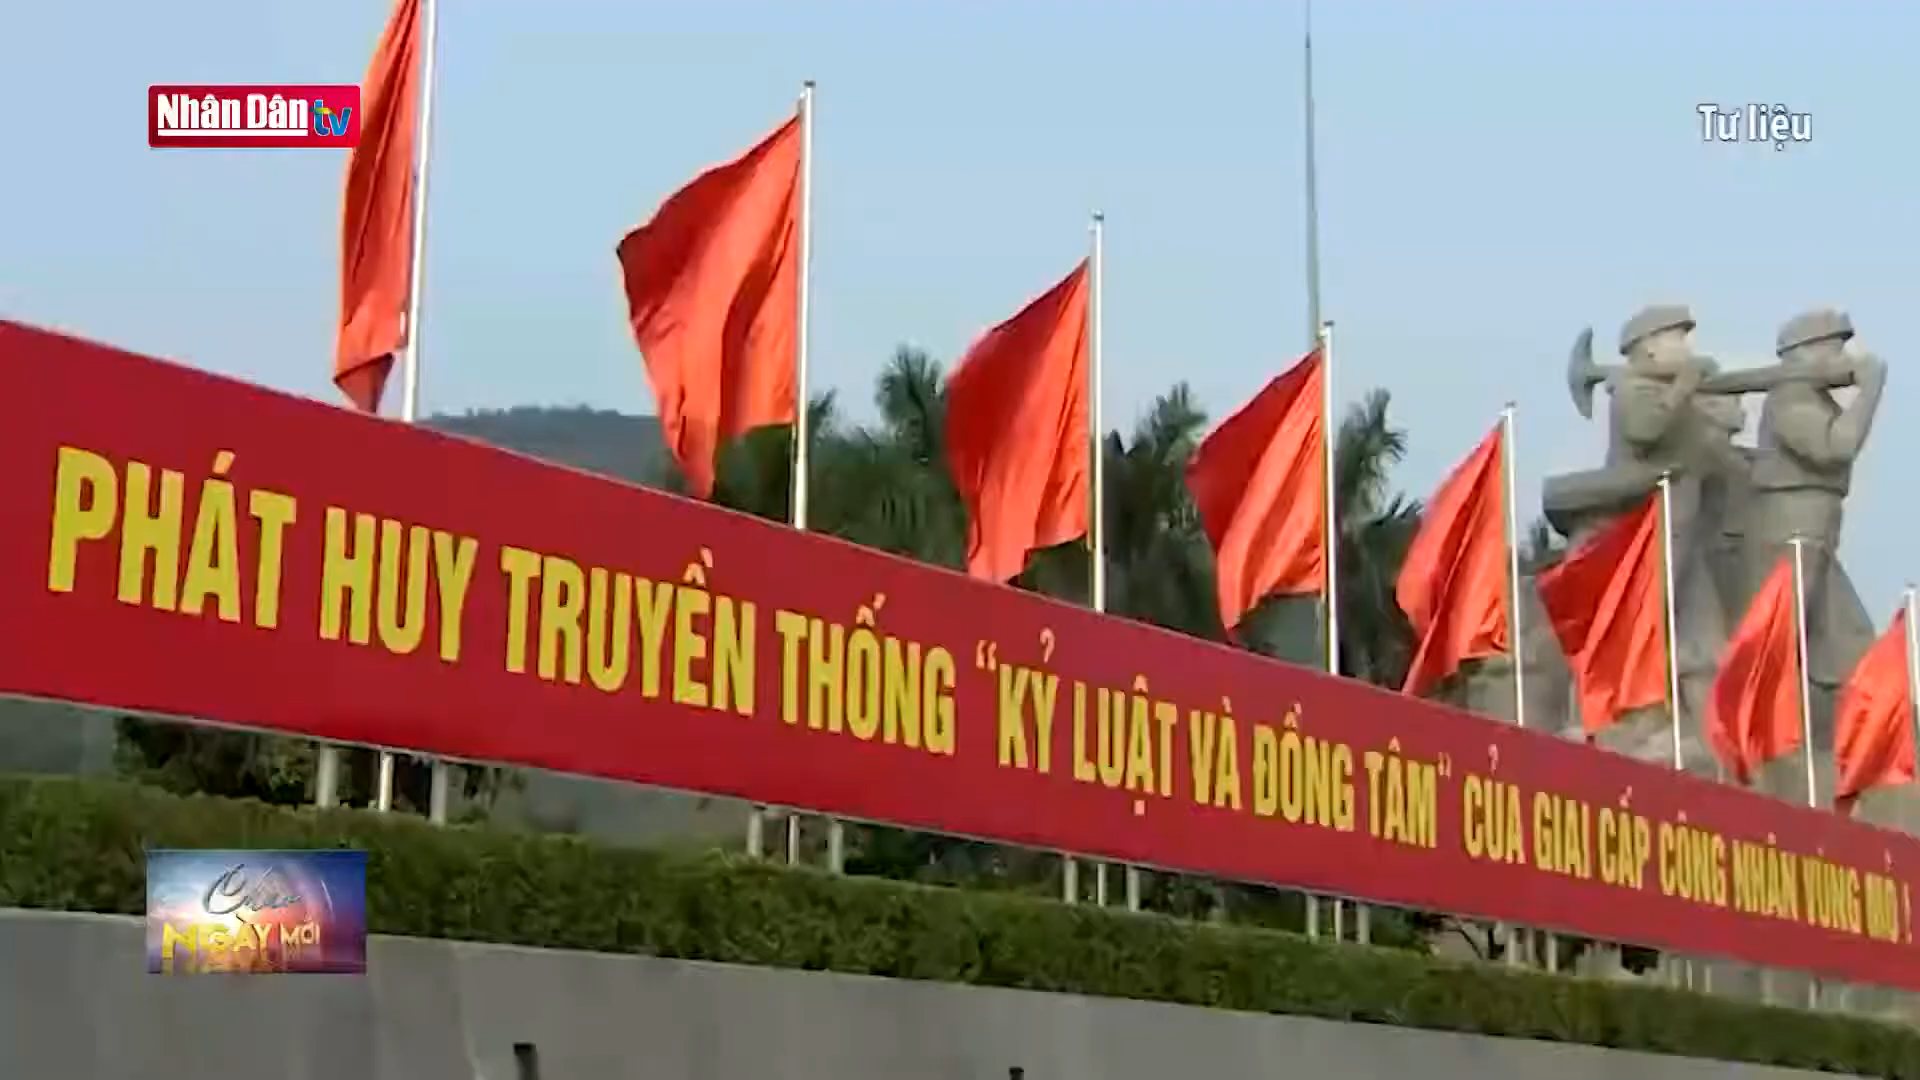 Nhân Dân tv
Tư liệu
PHÁT HUY TRUYỀN THỐNG “KỶ LUẬT VÀ ĐỒNG TÂM” CỦA GIAI CẤP CÔNG NHÂN VÙNG MỎ !
Chào
NGÀY MỚI